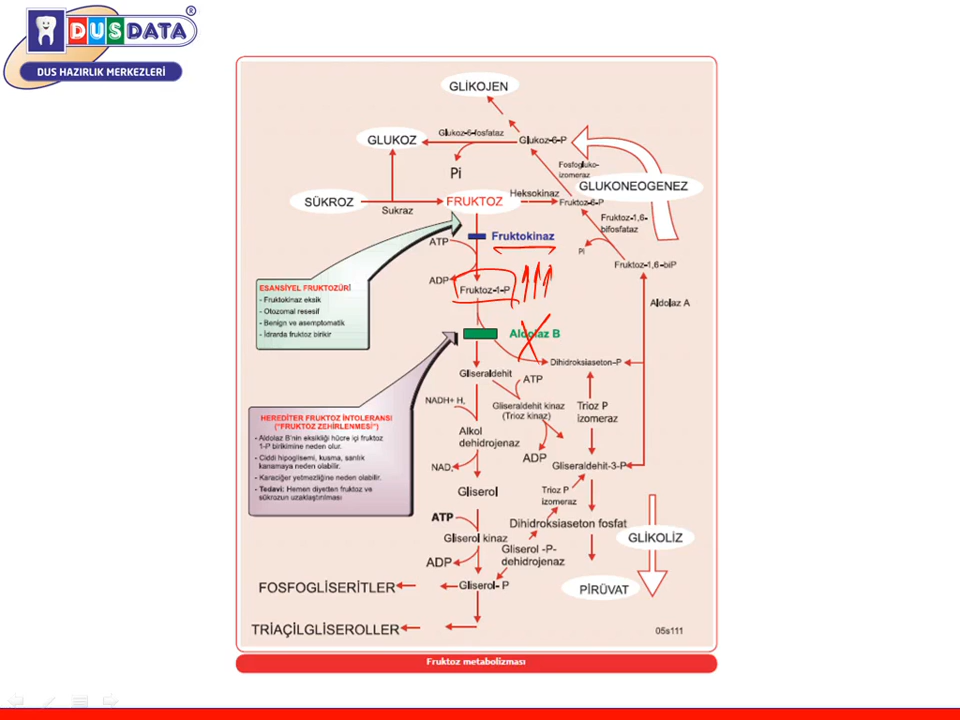 DUSDATA
®
DUS HAZIRLIK MERKEZLERİ
GLİKOJEN
Glukoz-6-fosfataz
GLUKOZ
Glukoz-6-P
Pi
Fosfogluko-
izomeraz
GLUKONEOGENEZ
SÜKROZ
Sukraz
FRUKTOZ
Heksokinaz
Fruktoz-6-P
Fruktoz-1,6-
bifosfataz
Pi
Fruktokinaz
ATP
ADP
Fruktoz-1-P
Fruktoz-1,6-biP
Aldolaz A
ESANSİYEL FRUKTOZÜRİ
- Fruktokinaz eksik
- Otozomal resesif
- Benign ve asemptomatik
- İdrarda fruktoz birikir
Aldolaz B
Dihidroksiaseton-P
Gliseraldehit
ATP
NADH+ H,
Gliseraldehit kinaz
(Trioz kinaz)
Trioz P
izomeraz
Alkol
dehidrojenaz
ADP
Gliseraldehit-3-P
NAD,
HEREDİTER FRUKTOZ İNTOLERANSI
("FRUKTOZ ZEHİRLENMESİ")
- Aldolaz B'nin eksikliği hücre içi fruktoz
1-P birikimine neden olur.
- Ciddi hipoglisemi, kusma, sarılık
kanamaya neden olabilir.
- Karaciğer yetmezliğine neden olabilir.
- Tedavi: Hemen diyetten fruktoz ve
sükrozun uzaklaştırılması
Gliserol
Trioz P
izomeraz
ATP
Dihidroksiaseton fosfat
Gliserol kinaz
GLİKOLİZ
ADP
Gliserol -P-
dehidrojenaz
FOSFOGLİSERİTLER
Gliserol- P
PİRÜVAT
TRİAÇİLGLİSEROLLER
05s111
Fruktoz metabolizması